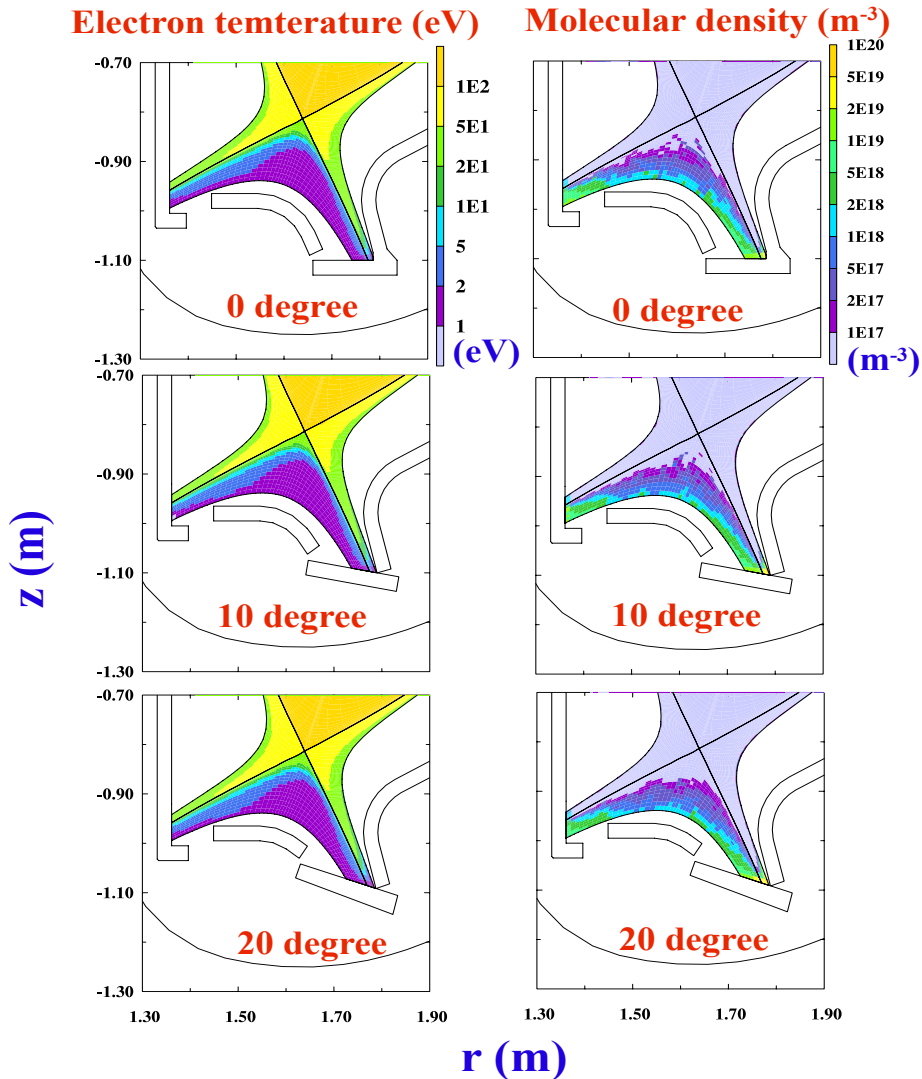 Electron temterature (eV)
Molecular density (m⁻³)
-0.70
-0.90
-1.10
-1.30
0 degree
1E2
5E1
2E1
1E1
5
2
1
(eV)
0 degree
1E20
5E19
2E19
1E19
5E18
2E18
1E18
5E17
2E17
1E17
(m⁻³)
-0.70
-0.90
-1.10
-1.30
10 degree
10 degree
z (m)
-0.70
-0.90
-1.10
-1.30
20 degree
20 degree
1.30 1.50 1.70 1.90
1.30 1.50 1.70 1.90
r (m)